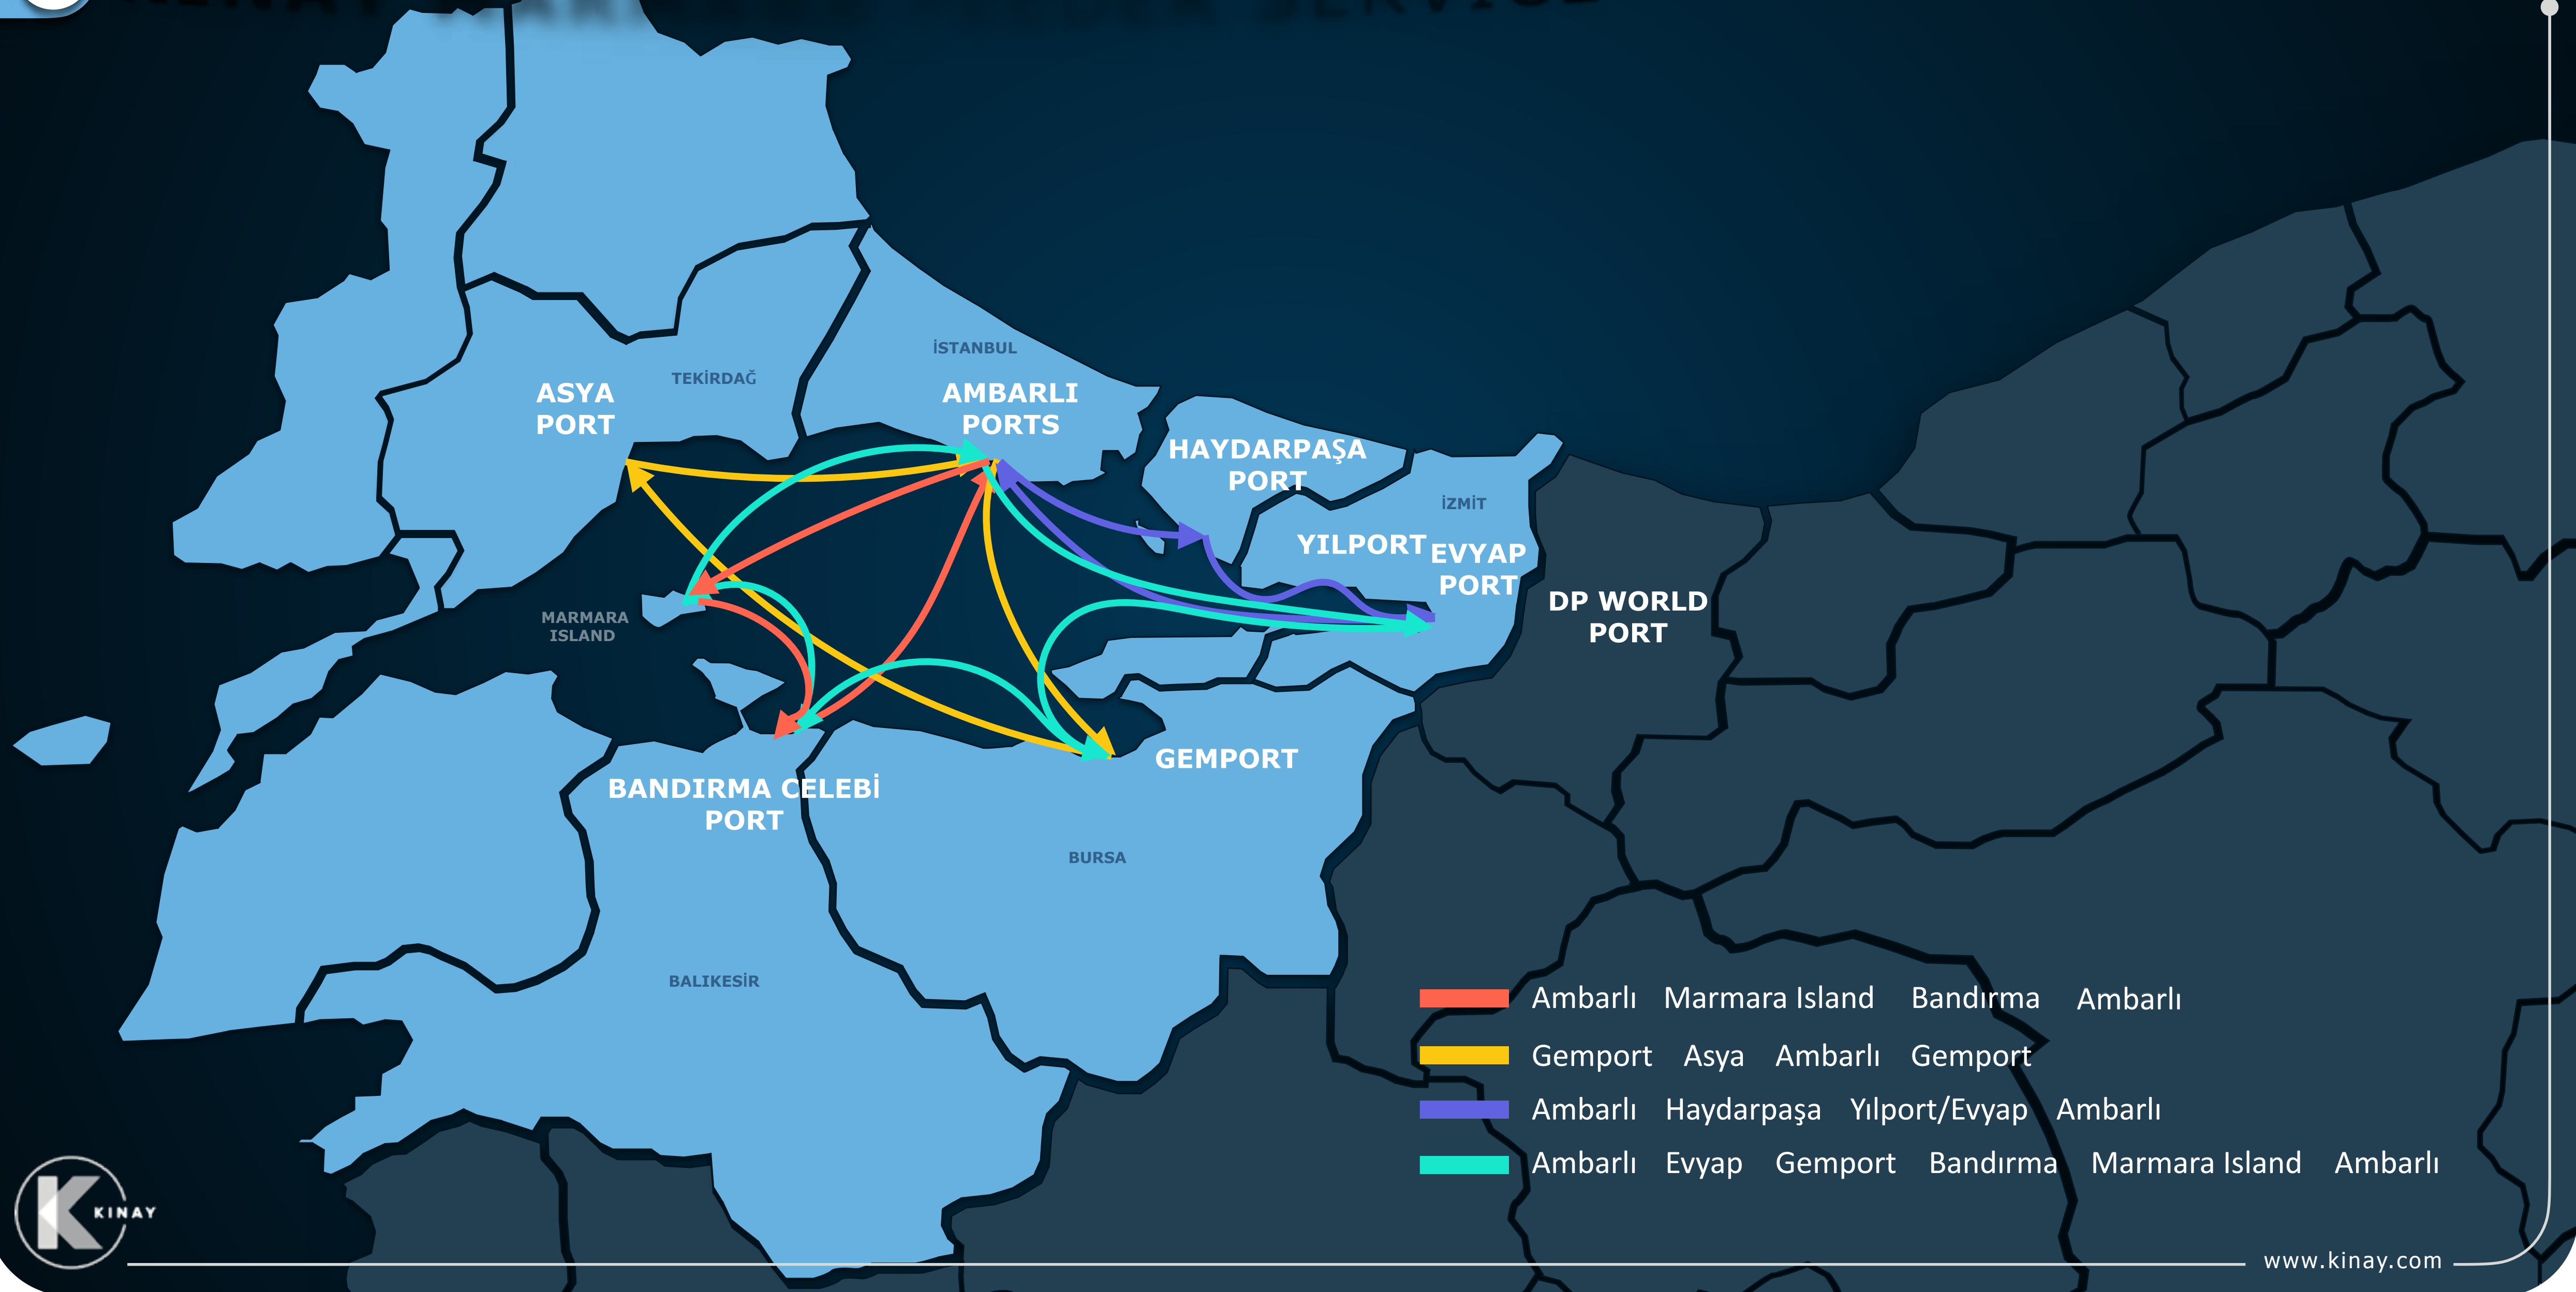 İSTANBUL
TEKİRDAĞ
ASYA
PORT
AMBARLI
PORTS
HAYDARPAŞA
PORT
İZMİT
YILPORT
EVYAP
PORT
DP WORLD
PORT
MARMARA
ISLAND
GEMPORT
BANDIRMA CELEBİ
PORT
BURSA
BALIKESİR
Ambarlı Marmara Island Bandırma Ambarlı
Gemport Asya Ambarlı Gemport
Ambarlı Haydarpaşa Yılport/Evyap Ambarlı
Ambarlı Evyap Gemport Bandırma Marmara Island Ambarlı
KINAY
www.kinay.com